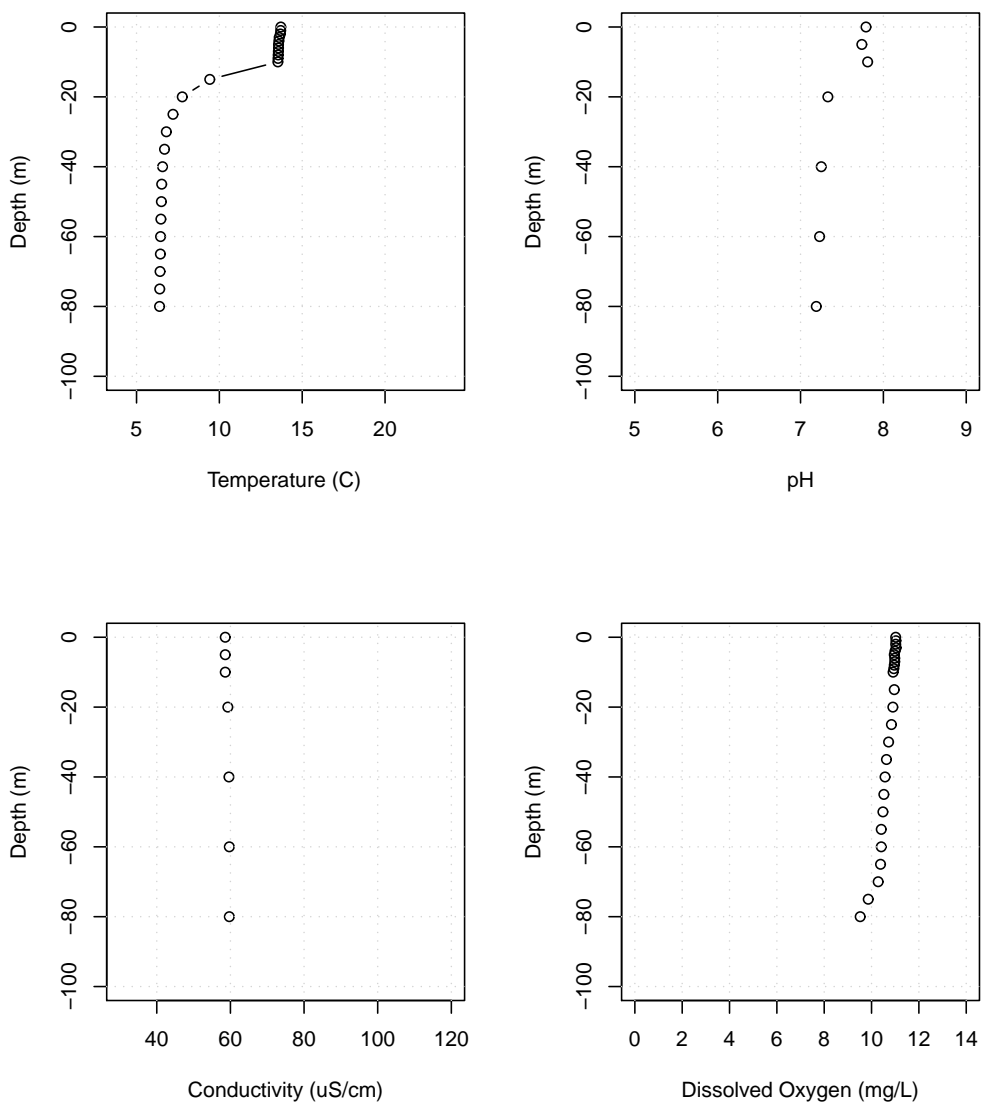 0
−20
−40
−60
−80
−100
Depth (m)
5 10 15 20
Temperature (C)
0
−20
−40
−60
−80
−100
Depth (m)
5 6 7 8 9
pH
0
−20
−40
−60
−80
−100
Depth (m)
40 60 80 100 120
Conductivity (uS/cm)
0
−20
−40
−60
−80
−100
Depth (m)
0 2 4 6 8 10 12 14
Dissolved Oxygen (mg/L)